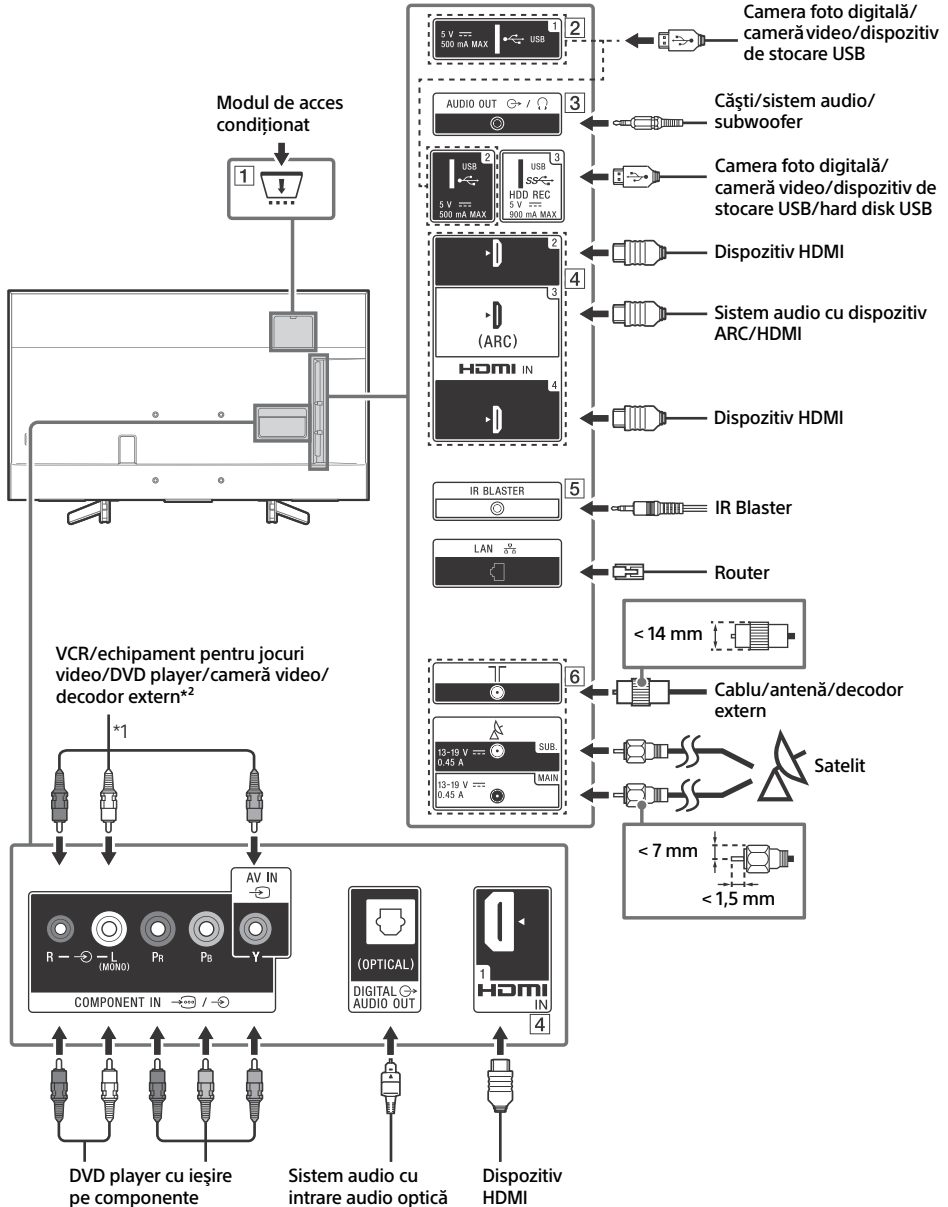 Camera foto digitală/
cameră video/dispozitiv
de stocare USB
5 V
500 mA MAX
USB
1
2
Modul de acces
condiționat
1
AUDIO OUT
/
3
Căști/sistem audio/
subwoofer
2
USB
5 V
500 mA MAX
3
USB
SS
HDD REC
5 V
900 mA MAX
Camera foto digitală/
cameră video/dispozitiv de
stocare USB/hard disk USB
2
4
Dispozitiv HDMI
3
(ARC)
Sistem audio cu dispozitiv
ARC/HDMI
HDMI IN
4
Dispozitiv HDMI
IR BLASTER
5
IR Blaster
LAN
Router
< 14 mm
6
Cablu/antenă/decodor
extern
13-19 V
0.45 A
SUB.
13-19 V
0.45 A
MAIN
Satelit
< 7 mm
< 1,5 mm
VCR/echipament pentru jocuri
video/DVD player/cameră video/
decodor extern*2
*1
AV IN
R — — L
(MONO)
PR
PB
Y
COMPONENT IN /
(OPTICAL)
DIGITAL
AUDIO OUT
1
HDMI
IN
4
DVD player cu ieșire
pe componente
Sistem audio cu
intrare audio optică
Dispozitiv
HDMI